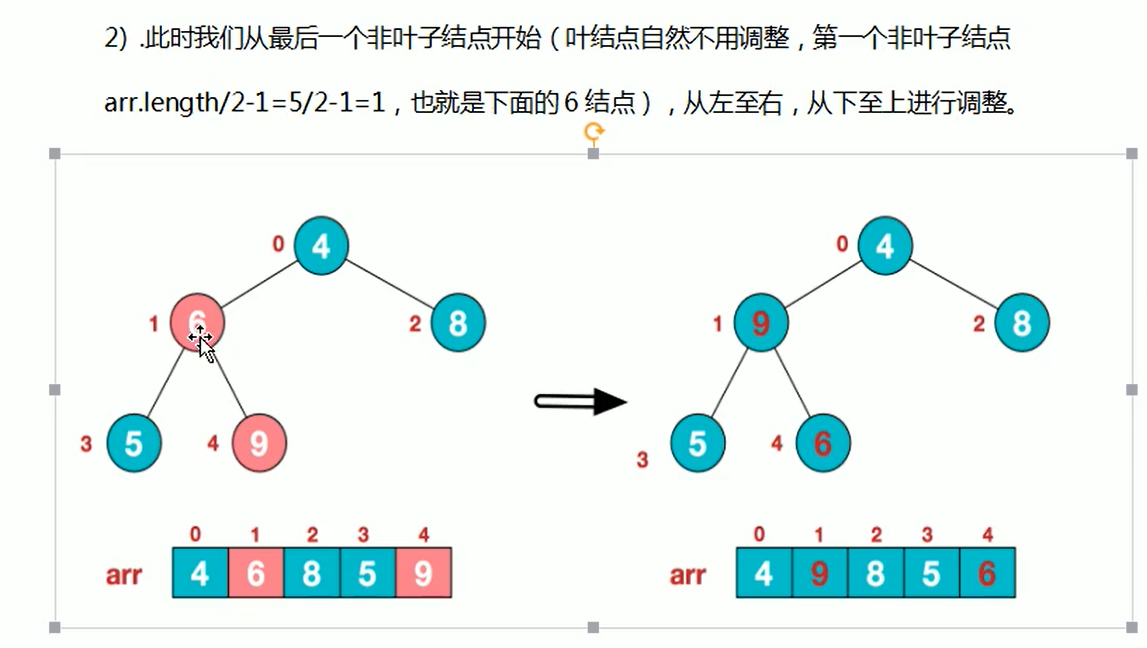 2) .此时我们从最后一个非叶子结点开始（叶结点自然不用调整，第一个非叶子结点
arr.length/2-1=5/2-1=1，也就是下面的6结点），从左至右，从下至上进行调整。
0 4 0 4
1 6 2 8 1 9 2 8
3 5 4 9 3 5 4 6
0 1 2 3 4 0 1 2 3 4
arr 4 6 8 5 9 arr 4 9 8 5 6